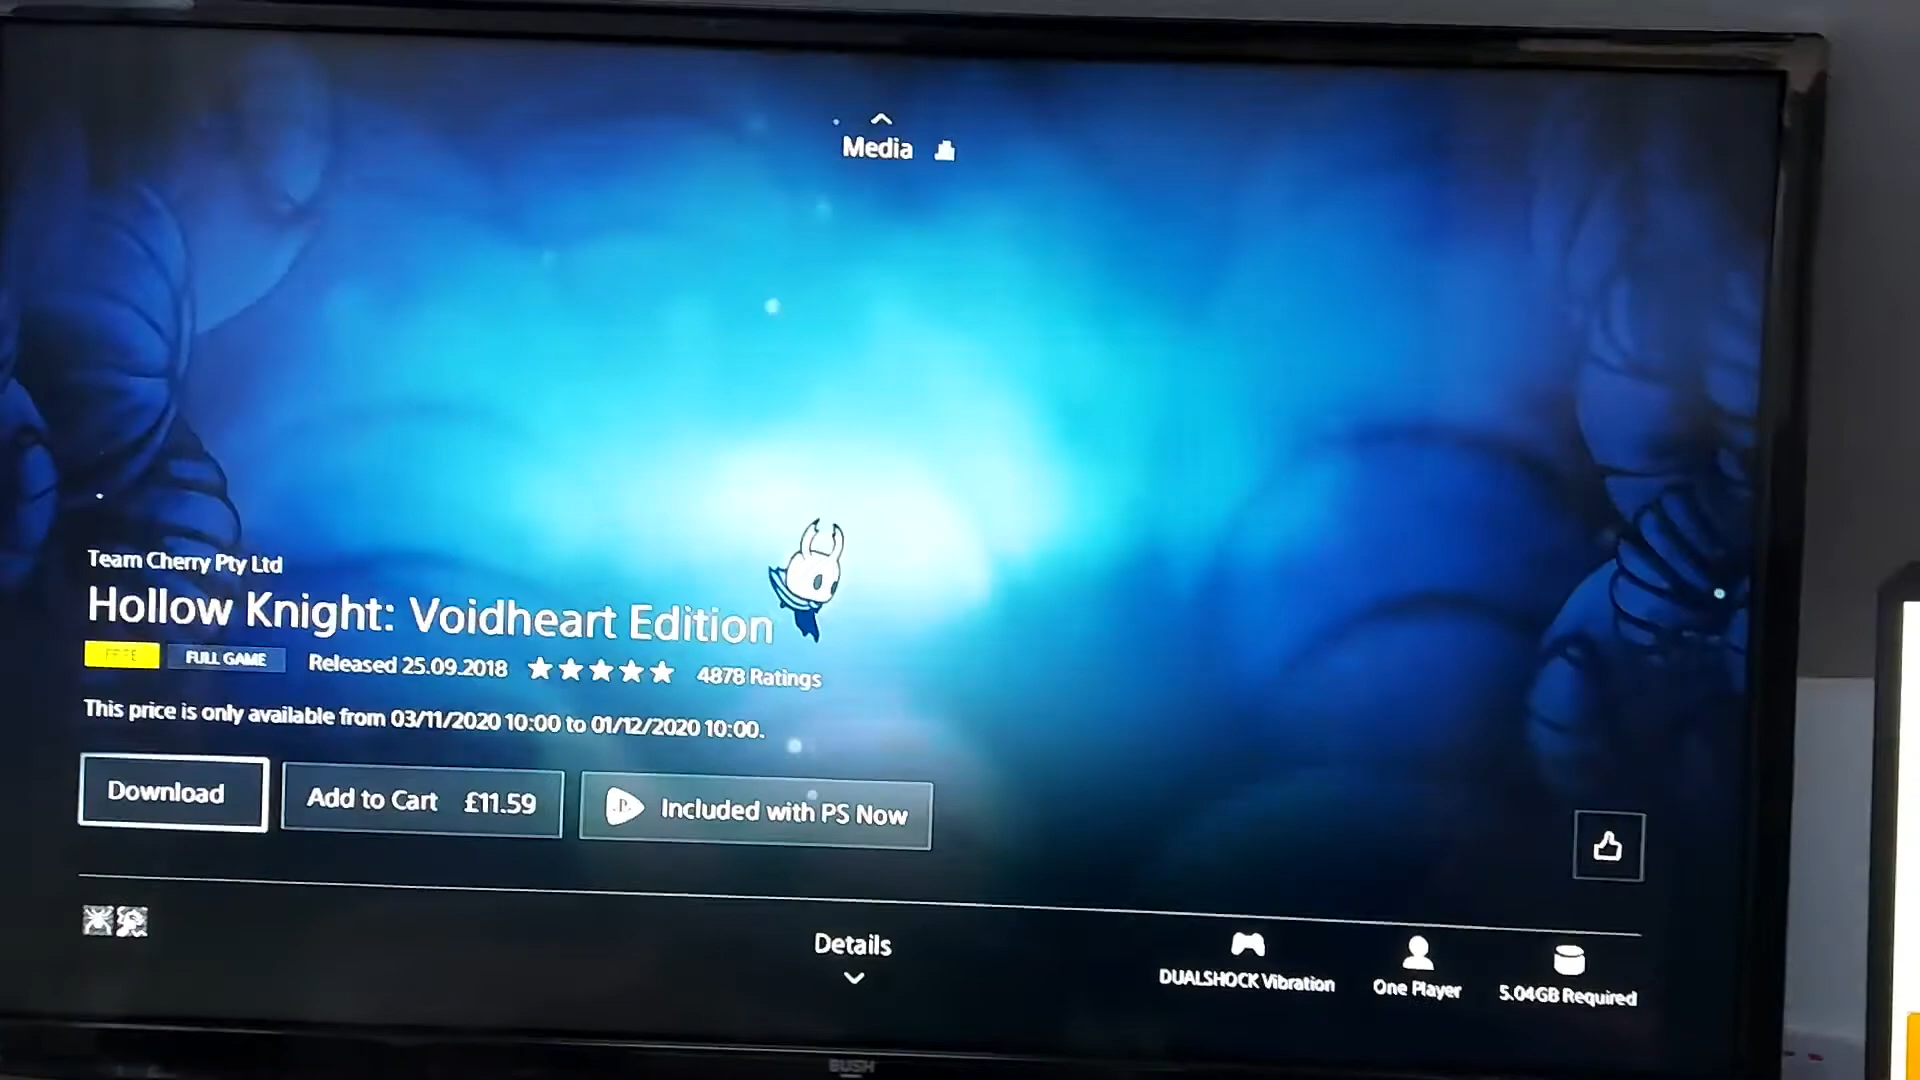 Media
Team Cherry Pty Ltd
Hollow Knight: Voidheart Edition
FREE FULL GAME Released 25.09.2018 4878 Ratings
This price is only available from 03/11/2020 10:00 to 01/12/2020 10:00.
Download Add to Cart £11.59 Included with PS Now
Details
DUALSHOCK Vibration One Player 5.04GB Required
BUSH